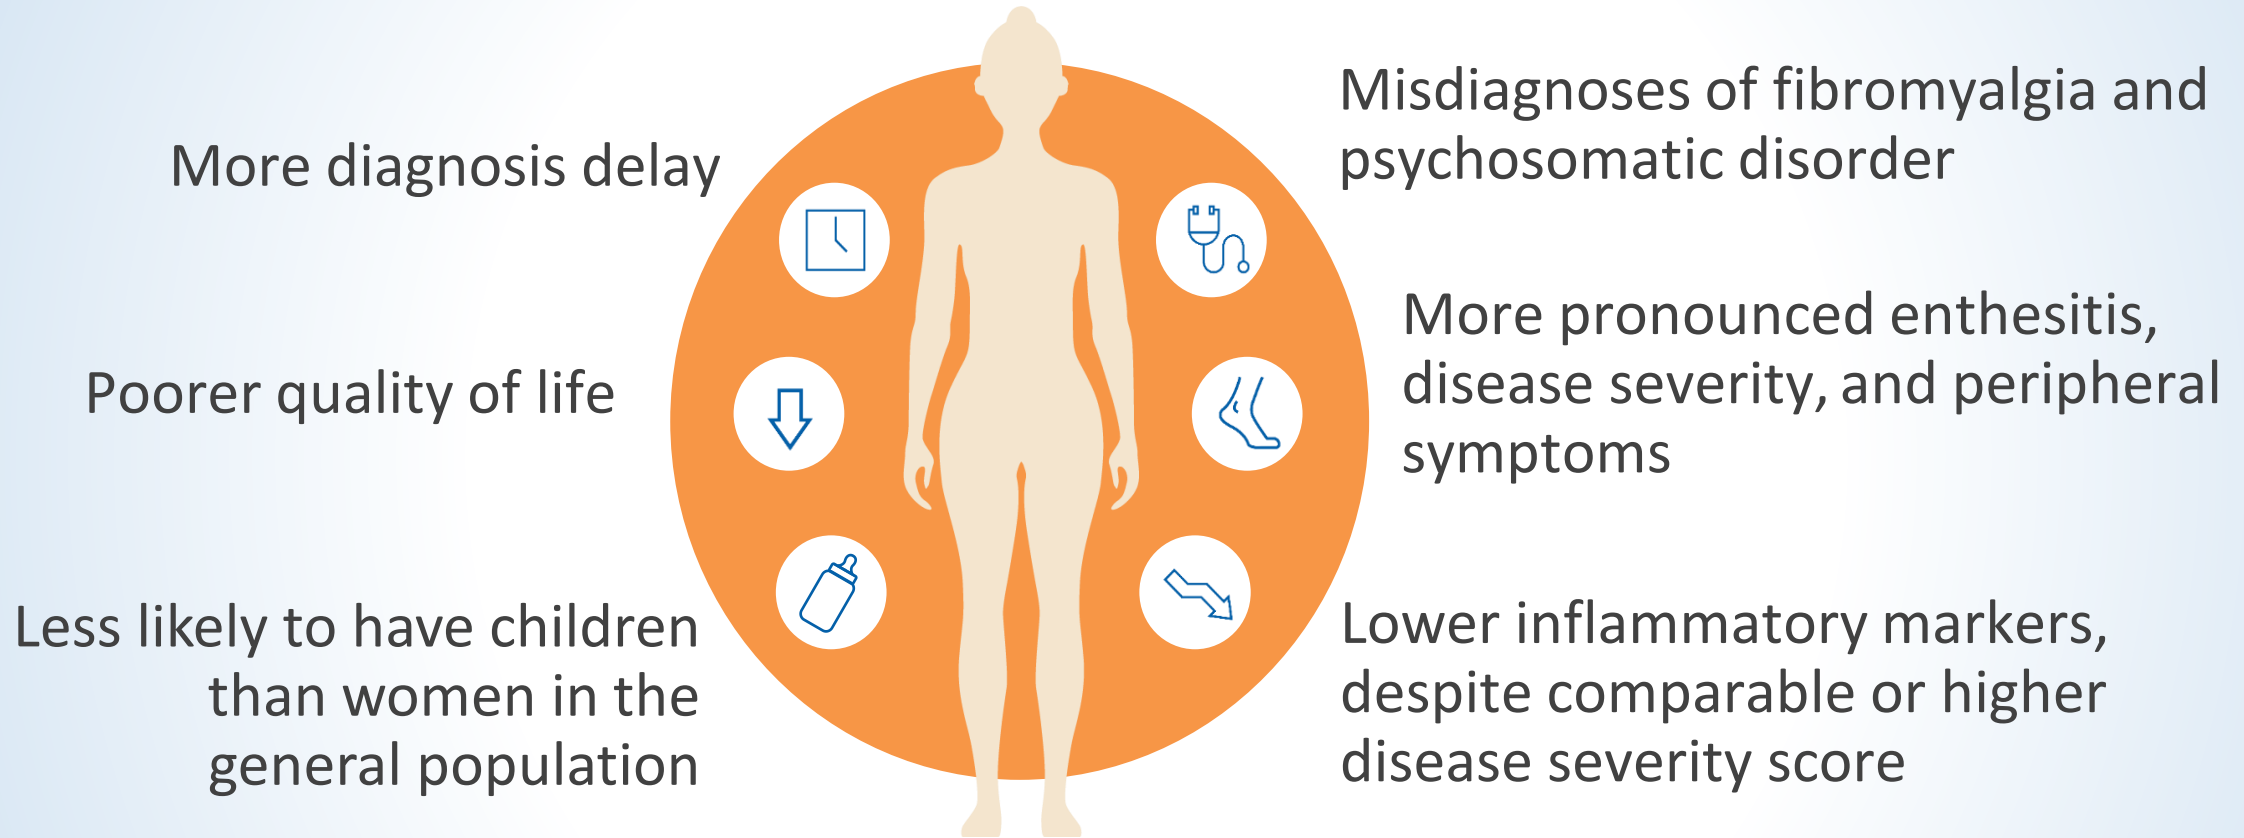 More diagnosis delay
Poorer quality of life
Less likely to have children
than women in the
general population
Misdiagnoses of fibromyalgia and
psychosomatic disorder
More pronounced enthesitis,
disease severity, and peripheral
symptoms
Lower inflammatory markers,
despite comparable or higher
disease severity score